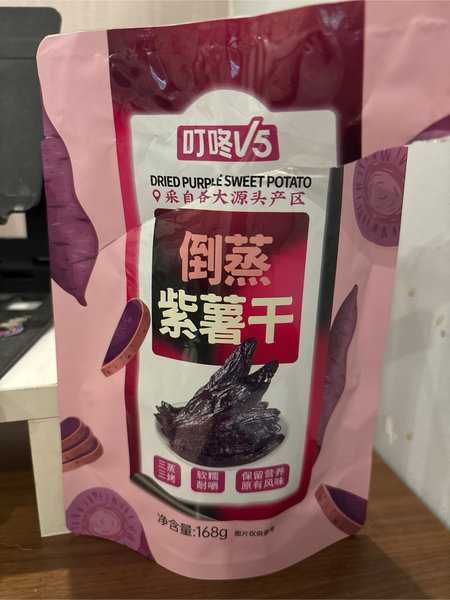 叮咚V5
DRIED PURPLE SWEET POTATO
采自各大源头产区
倒蒸
紫薯干
三蒸
三烤
软糯
耐嚼
保留营养
原有风味
净含量:168g
图片仅供参考